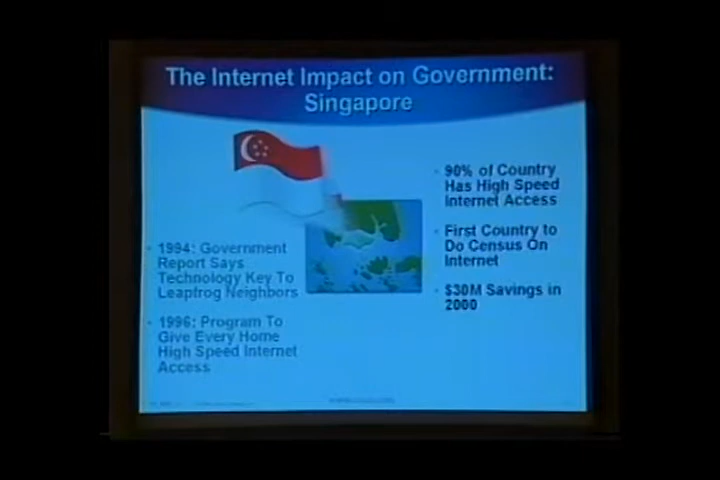 The Internet Impact on Government:
Singapore
• 1994: Government
Report Says
Technology Key To
Leapfrog Neighbors
• 1996: Program To
Give Every Home
High Speed Internet
Access
• 90% of Country
Has High Speed
Internet Access
• First Country to
Do Census On
Internet
• $30M Savings in
2000